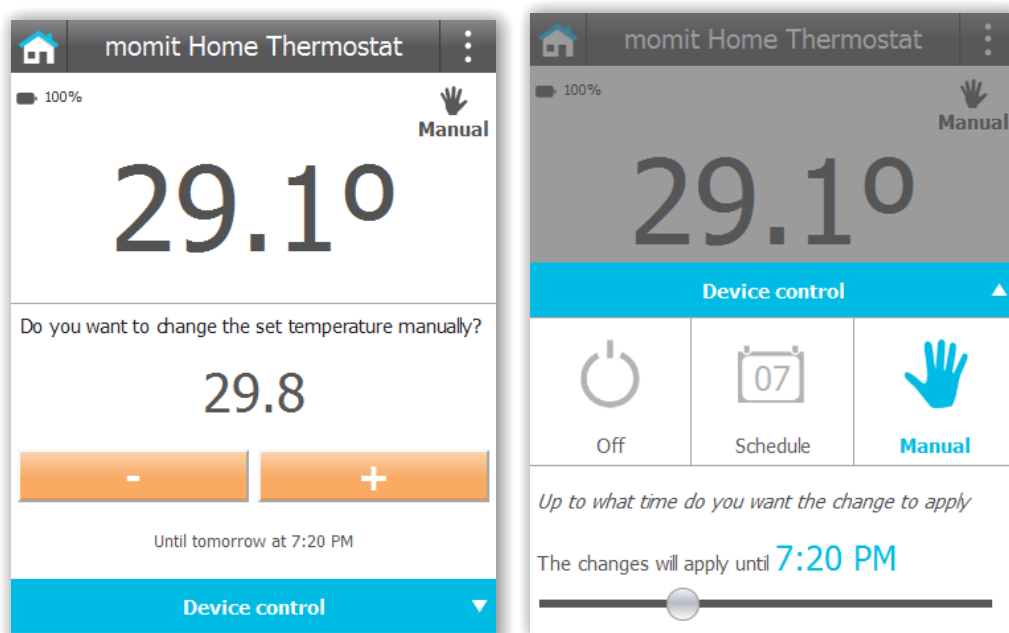 momit Home Thermostat
100%
Manual
29.1º
Do you want to change the set temperature manually?
29.8
- +
Until tomorrow at 7:20 PM
Device control
momit Home Thermostat
100%
Manual
29.1º
Device control
07
Off Schedule Manual
Up to what time do you want the change to apply
The changes will apply until 7:20 PM